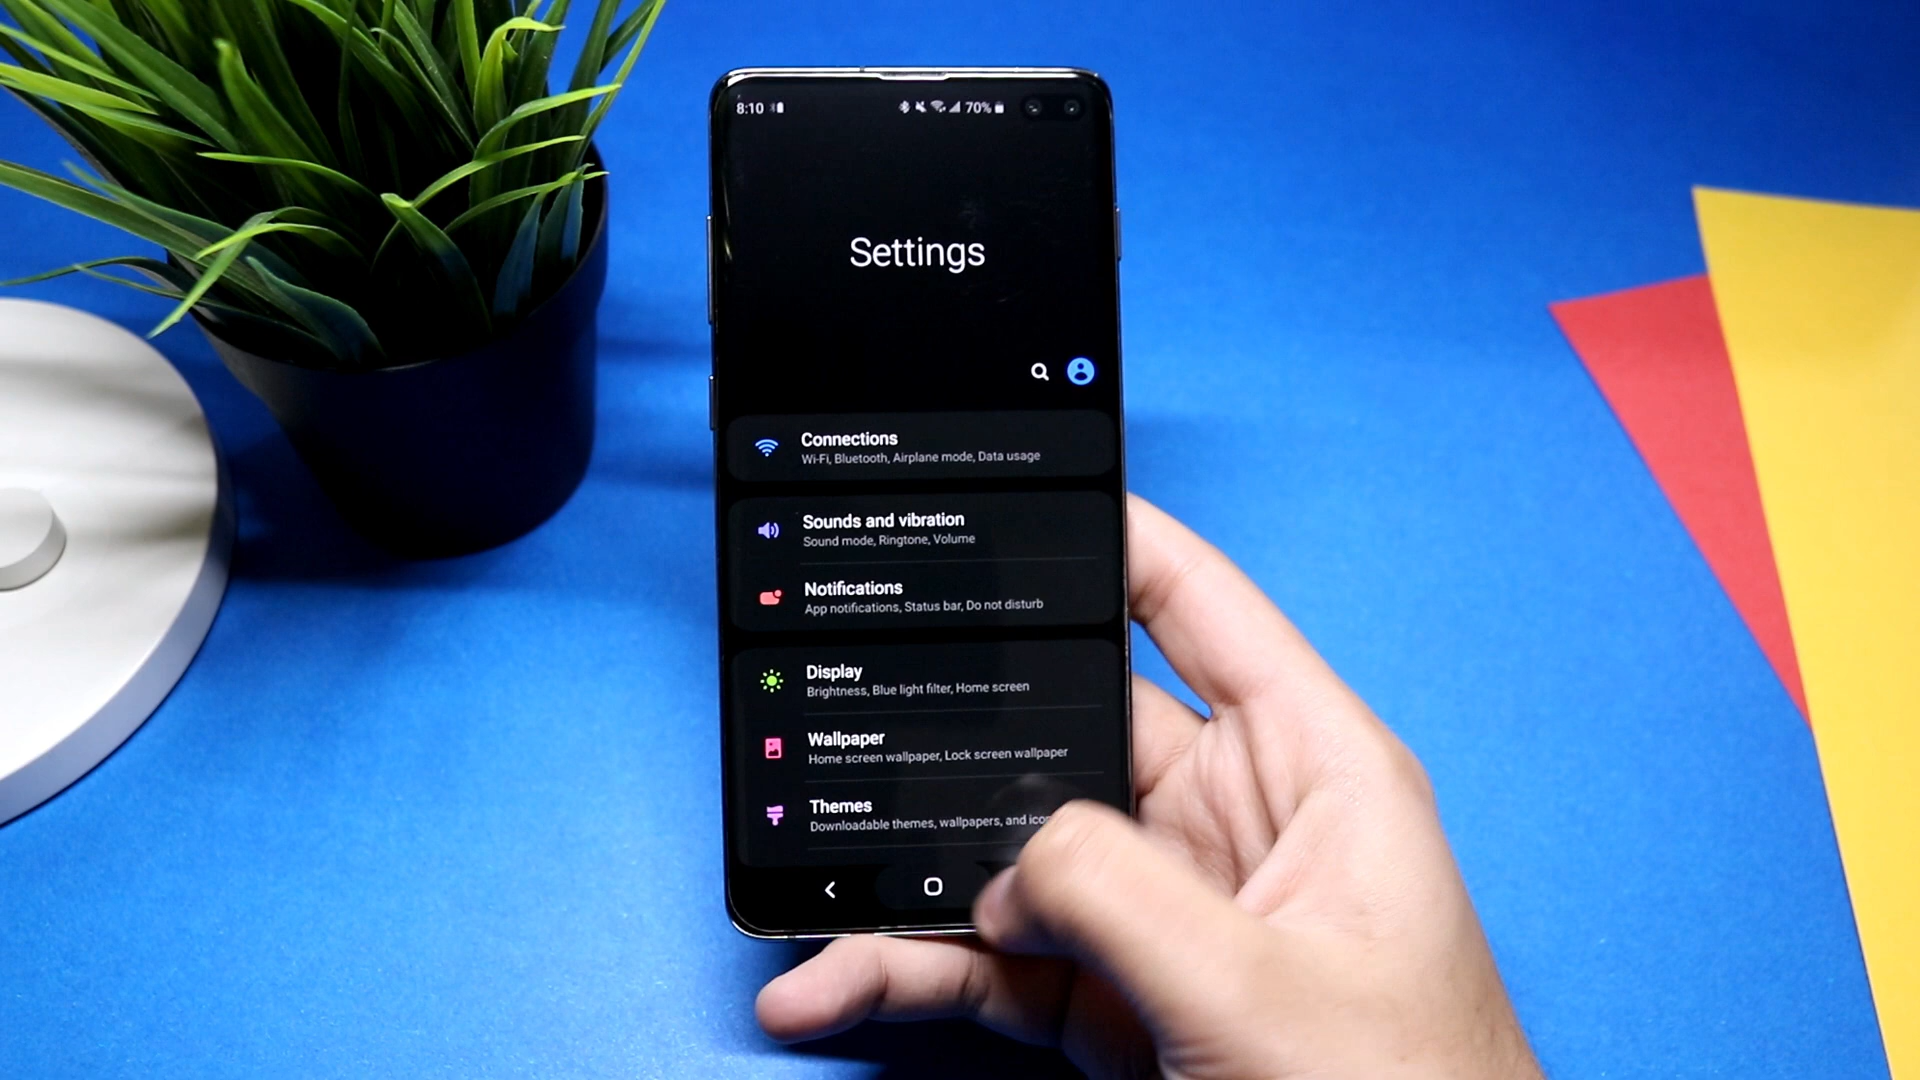 8:10 70%
Settings
Connections
Wi-Fi, Bluetooth, Airplane mode, Data usage
Sounds and vibration
Sound mode, Ringtone, Volume
Notifications
App notifications, Status bar, Do not disturb
Display
Brightness, Blue light filter, Home screen
Wallpaper
Home screen wallpaper, Lock screen wallpaper
Themes
Downloadable themes, wallpapers, and